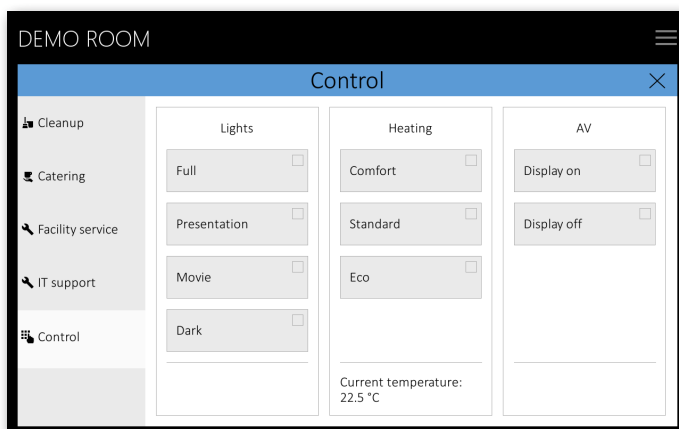 DEMO ROOM
Control
Cleanup
Catering
Facility service
IT support
Control
Lights
Full
Presentation
Movie
Dark
Heating
Comfort
Standard
Eco
Current temperature:
22.5 °C
AV
Display on
Display off